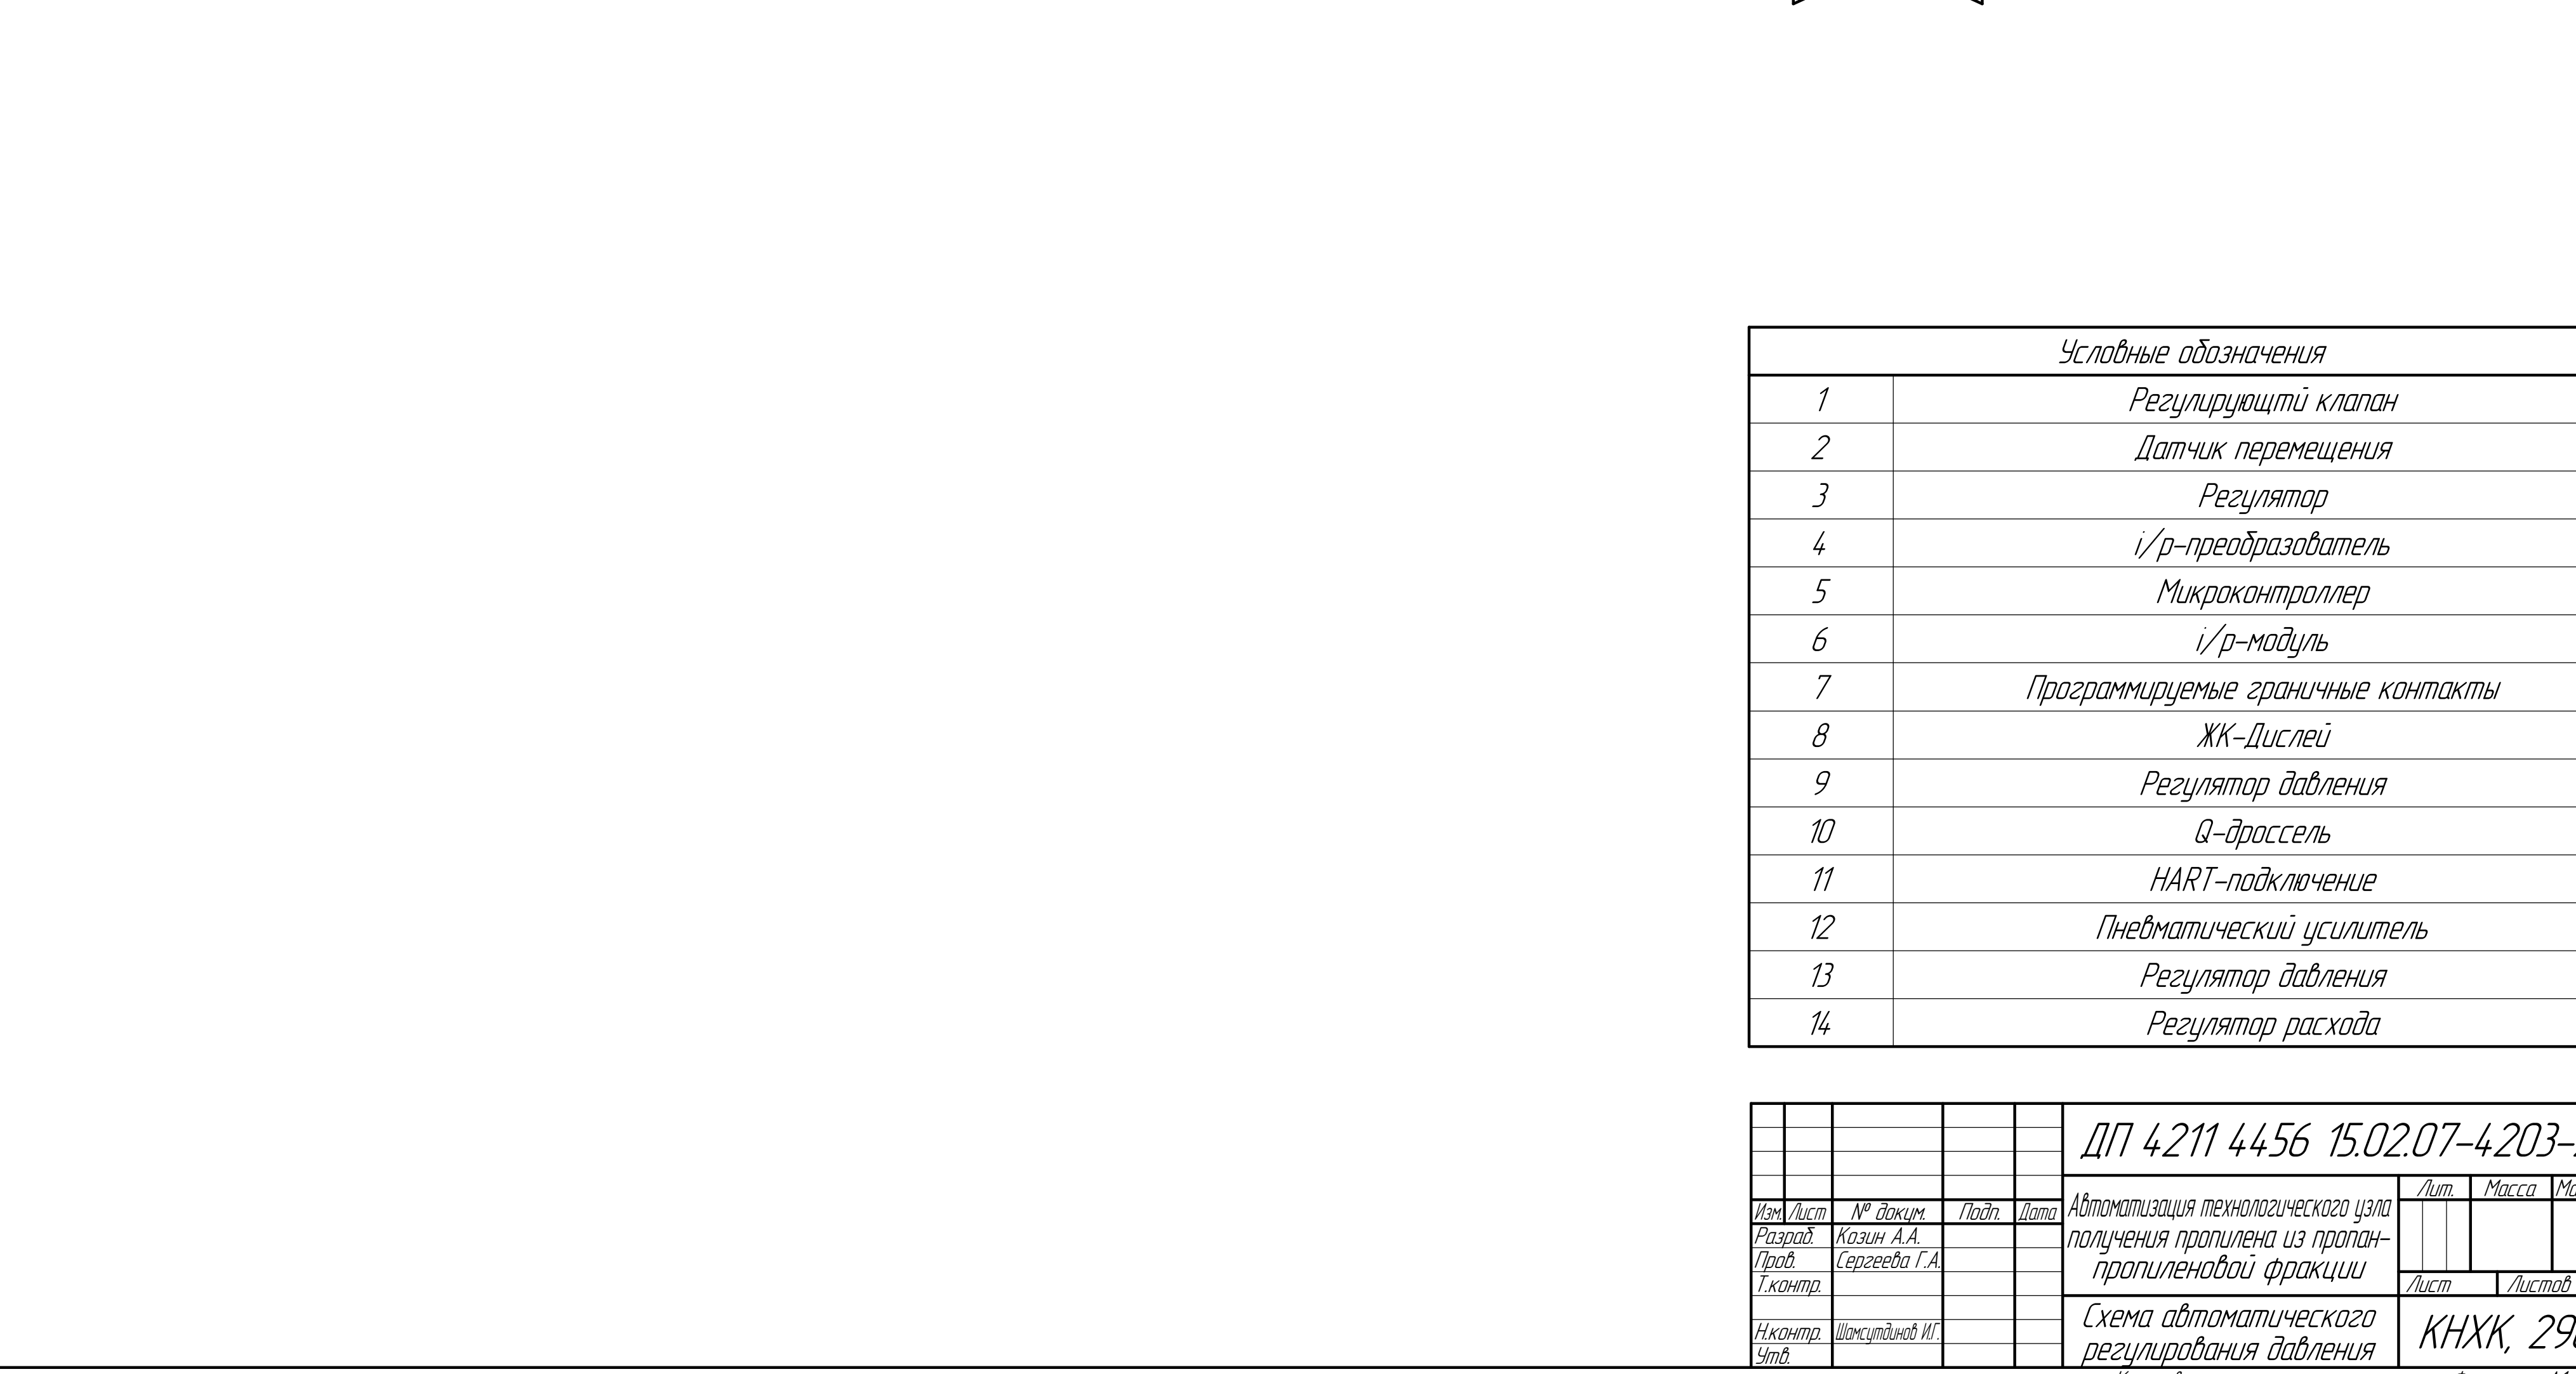 Условные обозначения
1 Регулирующти клапан
2 Датчик перемещения
3 Регулятор
4 i/p-преобразователь
5 Микроконтроллер
6 i/p-модуль
7 Программируемые граничные контакты
8 ЖК-Дислей
9 Регулятор давления
10 Q-дроссель
11 HART-подключение
12 Пневматический усилитель
13 Регулятор давления
14 Регулятор расхода
ДП 4211 4456 15.02.07-4203-
Изм. Лист № докум. Подп. Дата
Разраб. Козин А.А.
Пров. Сергеева Г.А.
Т.контр.
Н.контр. Шамсутдинов И.Г.
Утв.
Автоматизация технологического узла
получения пропилена из пропан-
пропиленовой фракции
Лит. Масса
Лист Листов
Схема автоматического
регулирования давления
КНХК,